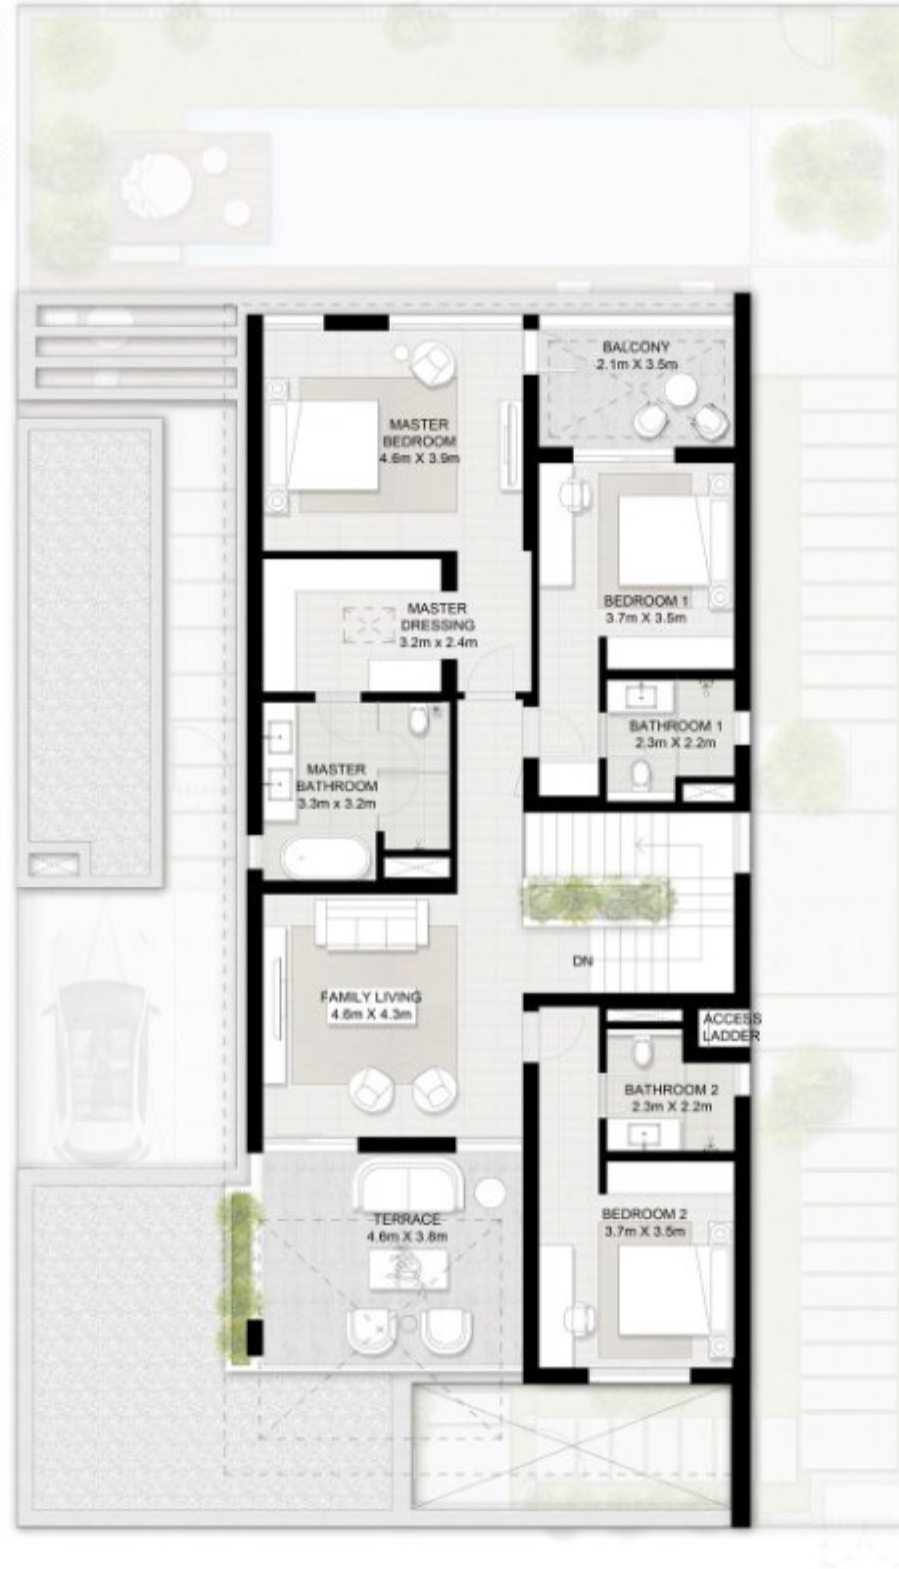 BALCONY
2.1m X 3.5m
MASTER
BEDROOM
4.6m X 3.9m
BEDROOM 1
3.7m X 3.5m
MASTER
DRESSING
3.2m x 2.4m
BATHROOM 1
2.3m X 2.2m
MASTER
BATHROOM
3.3m x 3.2m
DN
FAMILY LIVING
4.6m X 4.3m
ACCESS
LADDER
BATHROOM 2
2.3m X 2.2m
TERRACE
4.6m X 3.8m
BEDROOM 2
3.7m X 3.5m